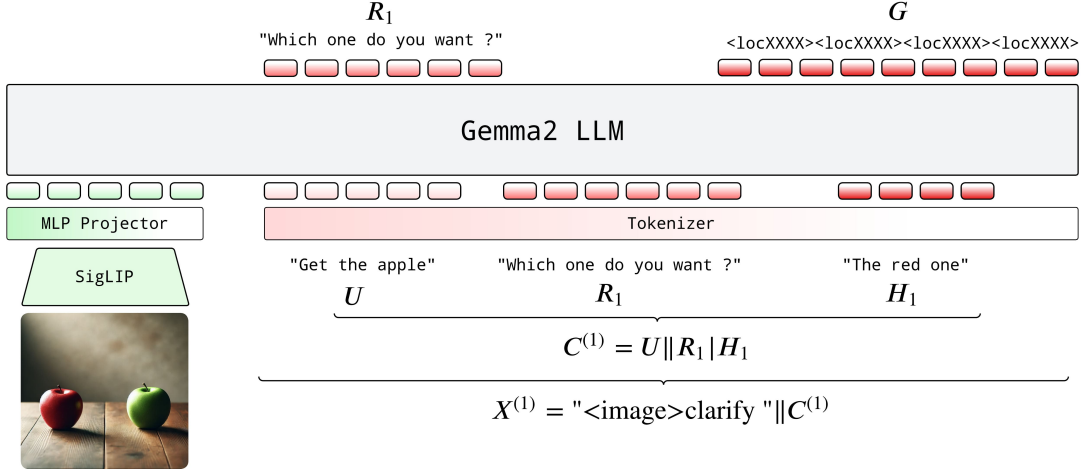 R₁
"Which one do you want ?"
G
<locXXXX><locXXXX><locXXXX><locXXXX>
Gemma2 LLM
MLP Projector
Tokenizer
SigLIP
"Get the apple"
"Which one do you want ?"
"The red one"
U
R₁
H₁
C⁽¹⁾ = U‖R₁|H₁
X⁽¹⁾ = "<image>clarify "‖C⁽¹⁾